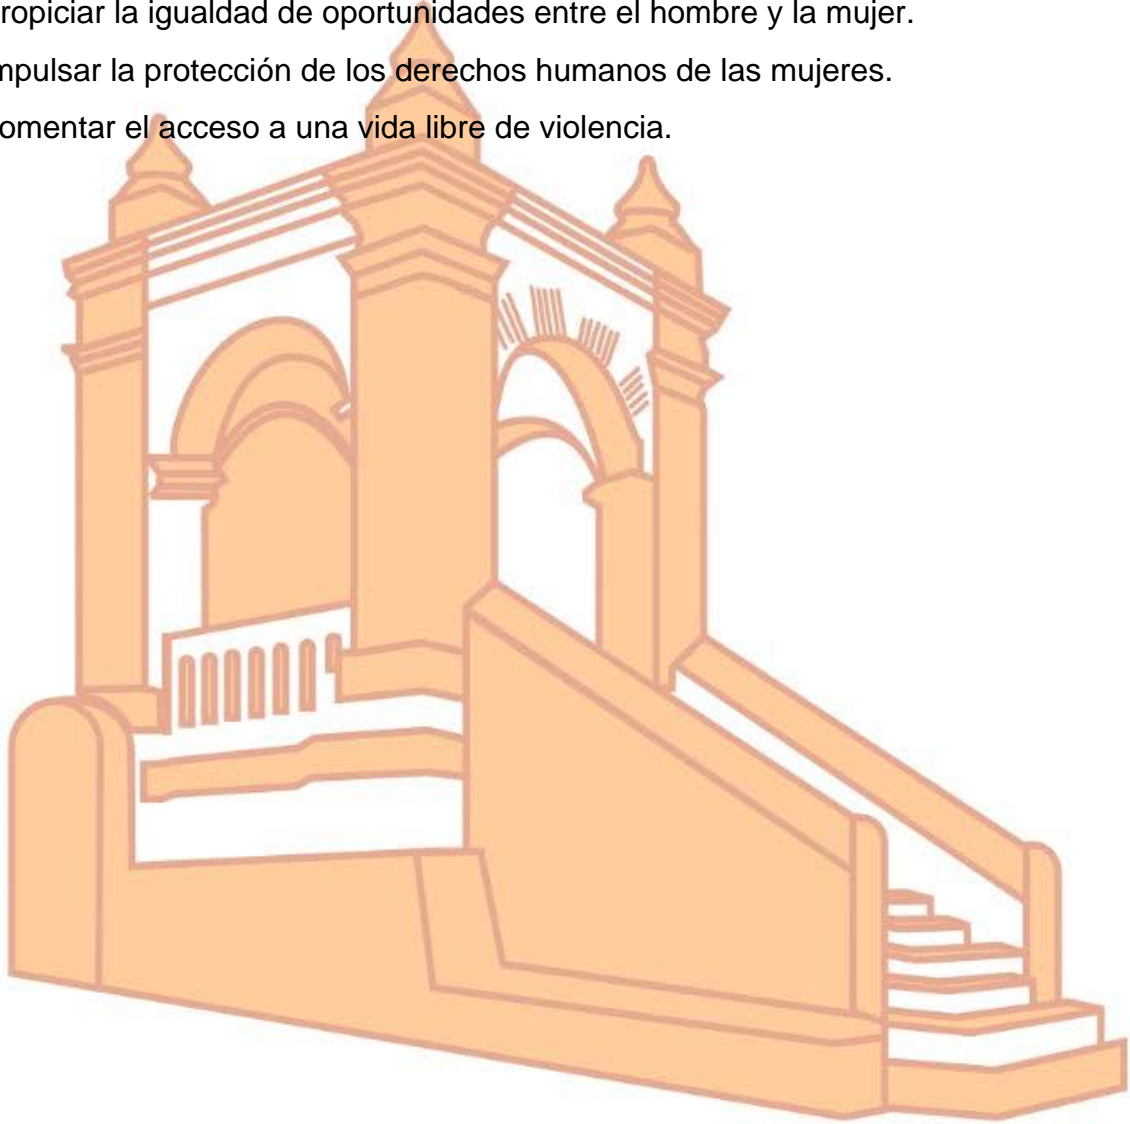 ropiciar la igualdad de oportunidades entre el hombre y la mujer.
mpulsar la protección de los derechos humanos de las mujeres.
omentar el acceso a una vida libre de violencia.